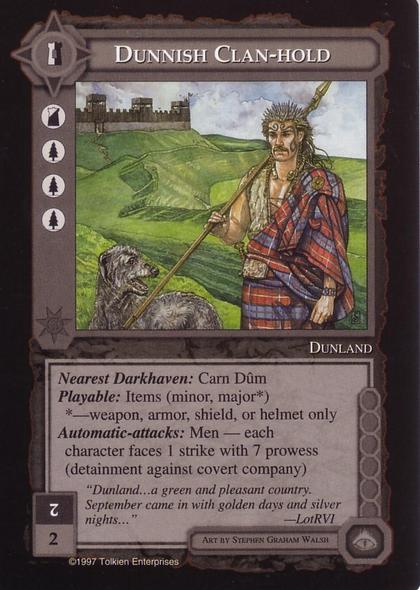 DUNNISH CLAN-HOLD
DUNLAND
Nearest Darkhaven: Carn Dûm
Playable: Items (minor, major*)
*—weapon, armor, shield, or helmet only
Automatic-attacks: Men — each
character faces 1 strike with 7 prowess
(detainment against covert company)
“Dunland…a green and pleasant country.
September came in with golden days and silver
nights…” —LotRVI
2
2
ART BY STEPHEN GRAHAM WALSH
©1997 Tolkien Enterprises